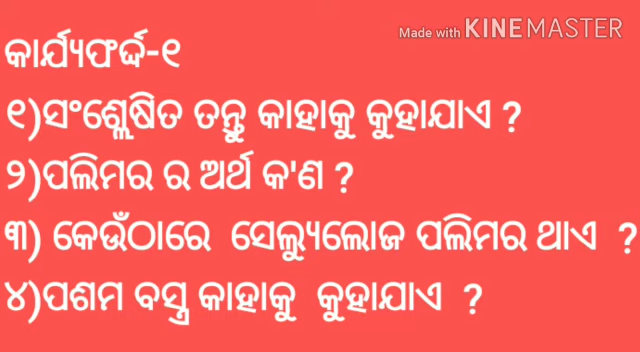 Made with KINEMASTER
କାର୍ଯ୍ୟଫର୍ଦ୍ଦ-୧
୧)ସଂଶ୍ଳେଷିତ ତନ୍ତୁ କାହାକୁ କୁହାଯାଏ ?
୨)ପଲିମର ର ଅର୍ଥ କ'ଣ ?
୩) କେଉଁଠାରେ ସେଲ୍ୟୁଲୋଜ ପଲିମର ଥାଏ ?
୪)ପଶମ ବସ୍ତ୍ର କାହାକୁ କୁହାଯାଏ ?